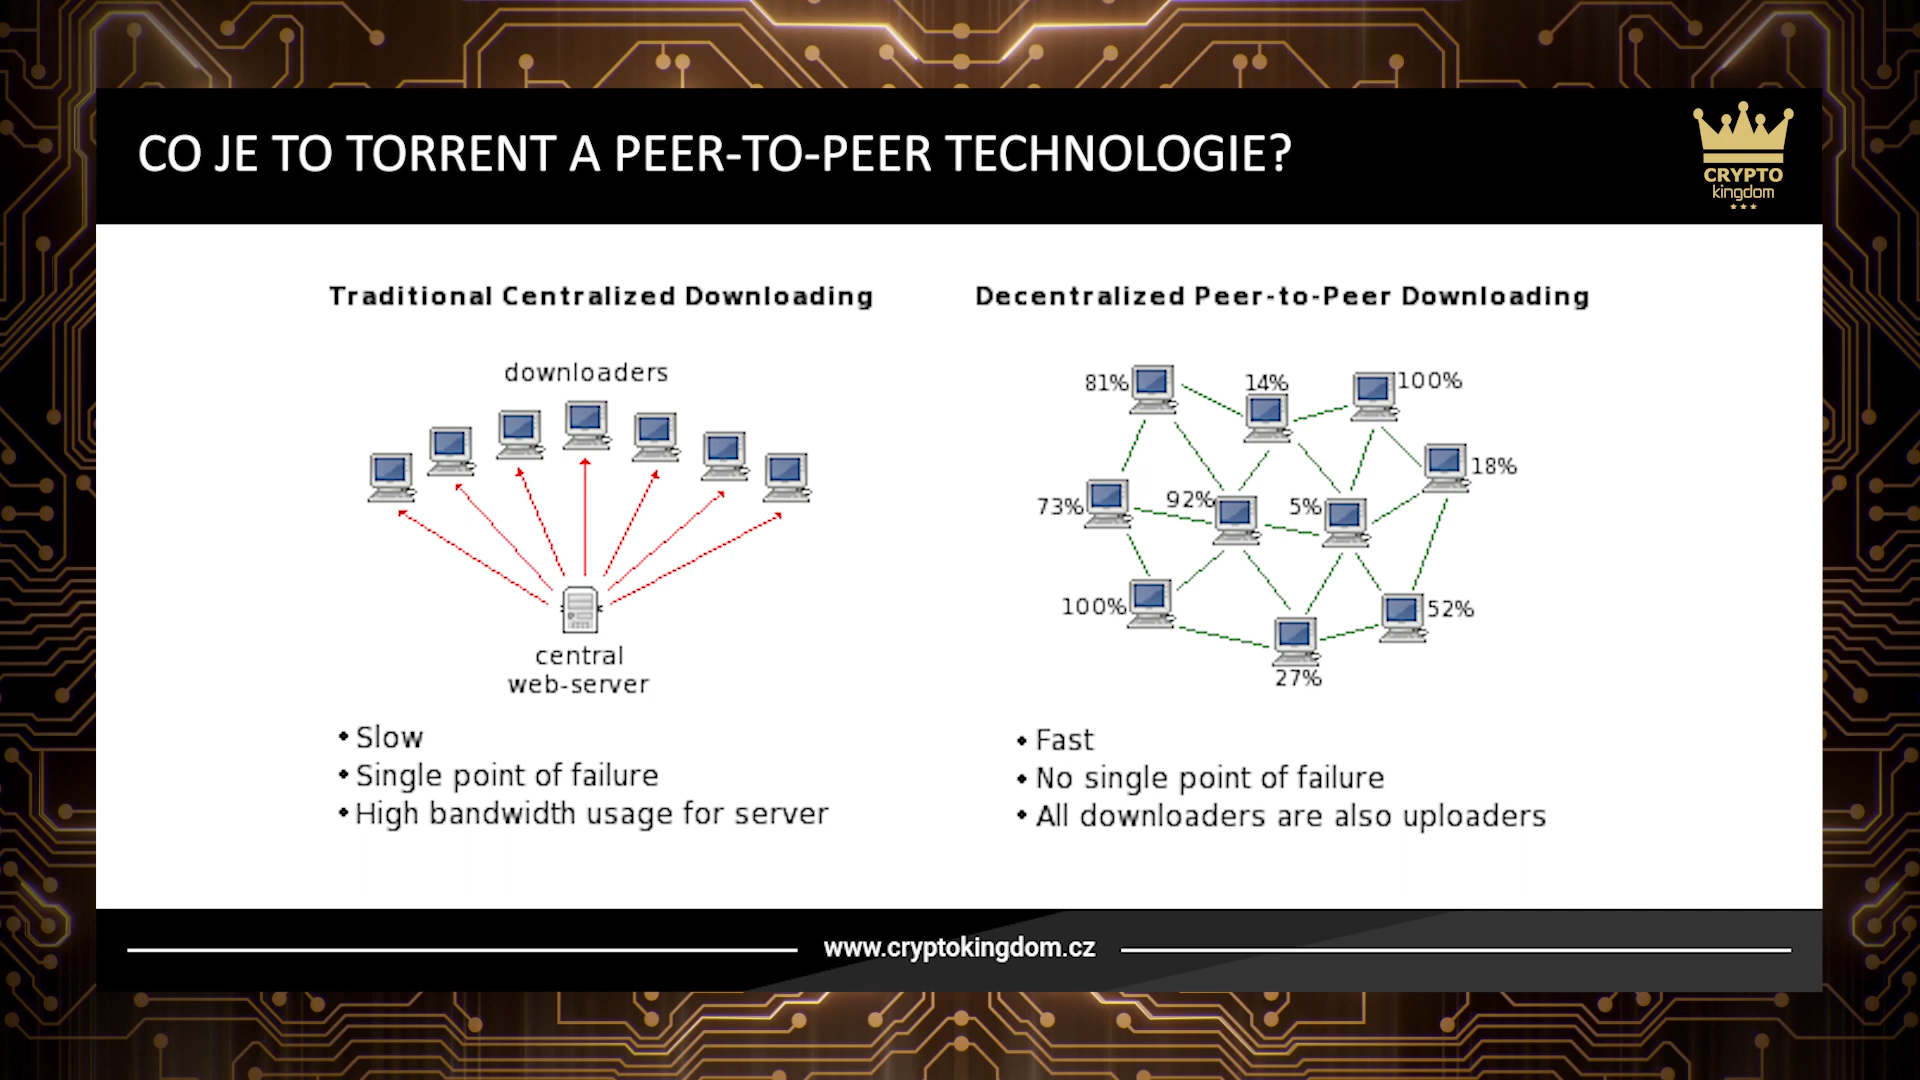 CO JE TO TORRENT A PEER-TO-PEER TECHNOLOGIE?
CRYPTO
kingdom
Traditional Centralized Downloading
downloaders
central
web-server
• Slow
• Single point of failure
• High bandwidth usage for server
Decentralized Peer-to-Peer Downloading
81%
14%
100%
18%
73%
92%
5%
100%
52%
27%
• Fast
• No single point of failure
• All downloaders are also uploaders
www.cryptokingdom.cz